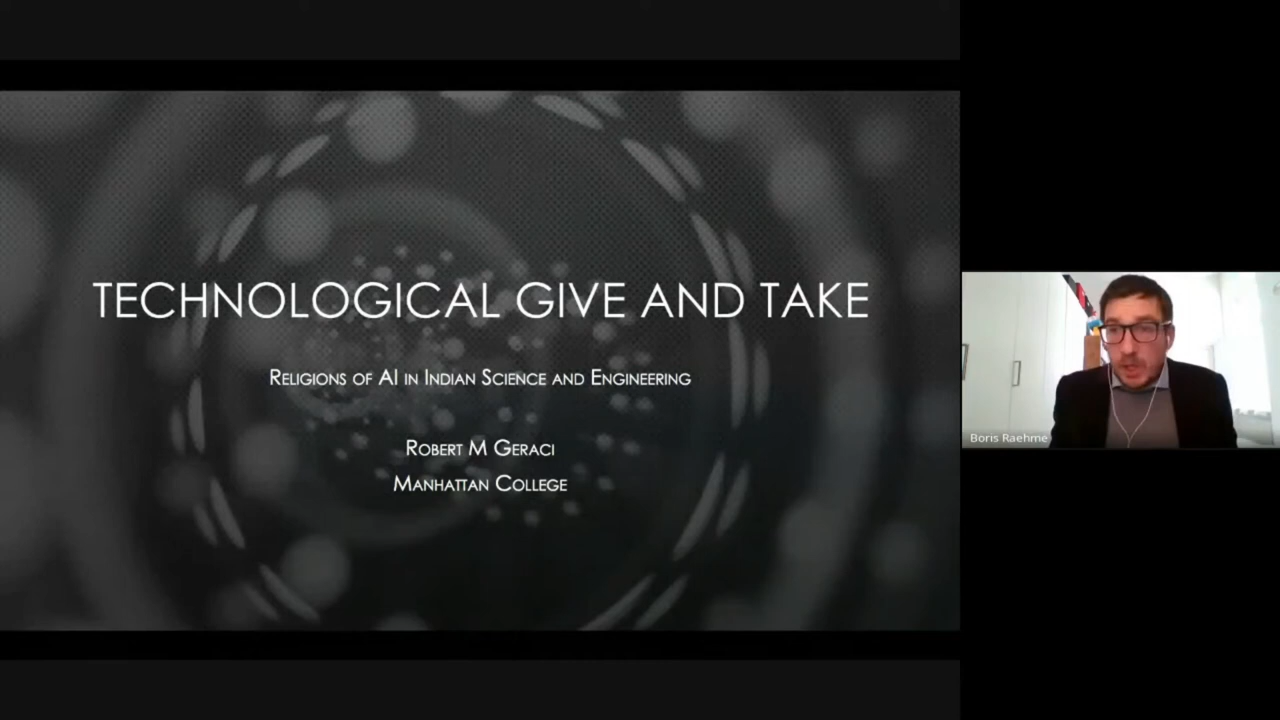 TECHNOLOGICAL GIVE AND TAKE
RELIGIONS OF AI IN INDIAN SCIENCE AND ENGINEERING
ROBERT M GERACI
MANHATTAN COLLEGE
Boris Raehme